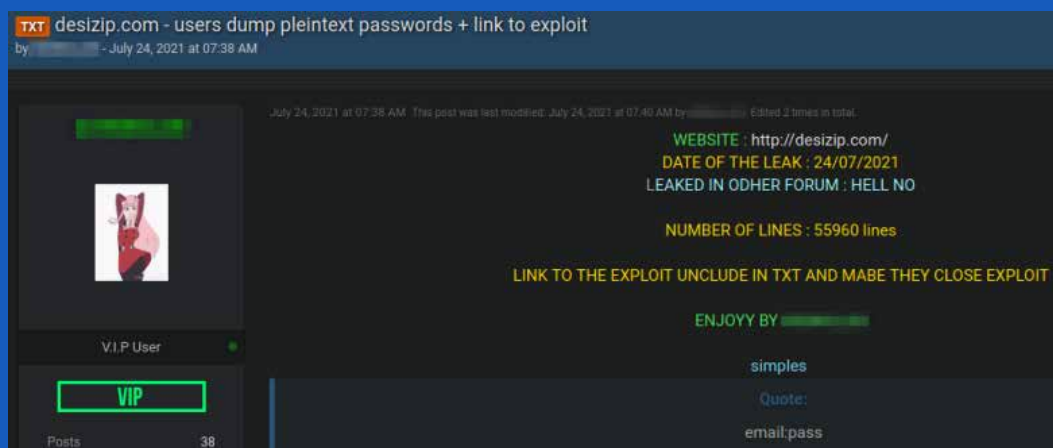 TXT desizip.com - users dump pleintext passwords + link to exploit
by - July 24, 2021 at 07:38 AM
July 24, 2021 at 07:38 AM This post was last modified: July 24, 2021 at 07:40 AM by Edited 2 times in total.
WEBSITE : http://desizip.com/
DATE OF THE LEAK : 24/07/2021
LEAKED IN ODHER FORUM : HELL NO
NUMBER OF LINES : 55960 lines
LINK TO THE EXPLOIT UNCLUDE IN TXT AND MABE THEY CLOSE EXPLOIT
ENJOYY BY
V.I.P User
simples
VIP
Quote:
Posts 38
email:pass